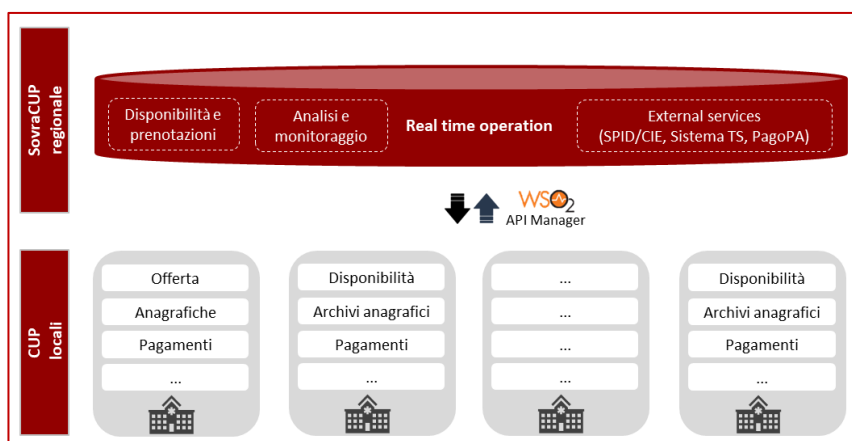 SovraCUP
regionale
Disponibilità e
prenotazioni
Analisi e
monitoraggio
Real time operation
External services
(SPID/CIE, Sistema TS, PagoPA)
WSO2
API Manager
CUP
locali
Offerta
Anagrafiche
Pagamenti
...
Disponibilità
Archivi anagrafici
Pagamenti
...
...
...
...
...
Disponibilità
Archivi anagrafici
Pagamenti
...